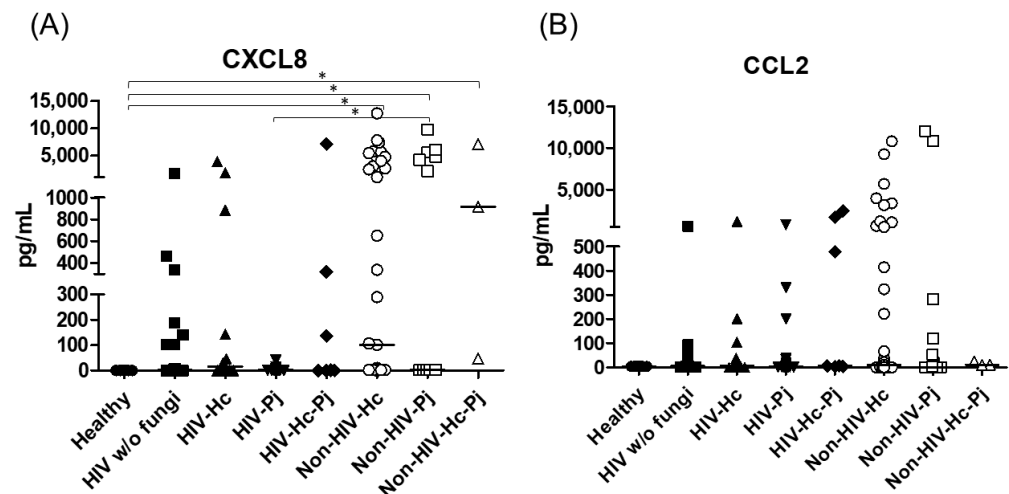 (A)
CXCL8
*
*
*
*
15,000
10,000
5,000
1000
800
600
400
300
200
100
0
pg/mL
Healthy
HIV w/o fungi
HIV-Hc
HIV-Pj
HIV-Hc-Pj
Non-HIV-Hc
Non-HIV-Pj
Non-HIV-Hc-Pj
(B)
CCL2
15,000
10,000
5,000
500
400
300
200
100
0
pg/mL
Healthy
HIV w/o fungi
HIV-Hc
HIV-Pj
HIV-Hc-Pj
Non-HIV-Hc
Non-HIV-Pj
Non-HIV-Hc-Pj